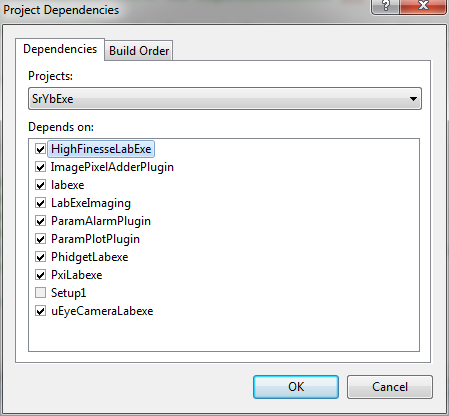 Project Dependencies
?
Dependencies
Build Order
Projects:
SrYbExe
Depends on:
HighFinesseLabExe
ImagePixelAdderPlugin
labexe
LabExeImaging
ParamAlarmPlugin
ParamPlotPlugin
PhidgetLabexe
PxiLabexe
Setup1
uEyeCameraLabexe
OK
Cancel